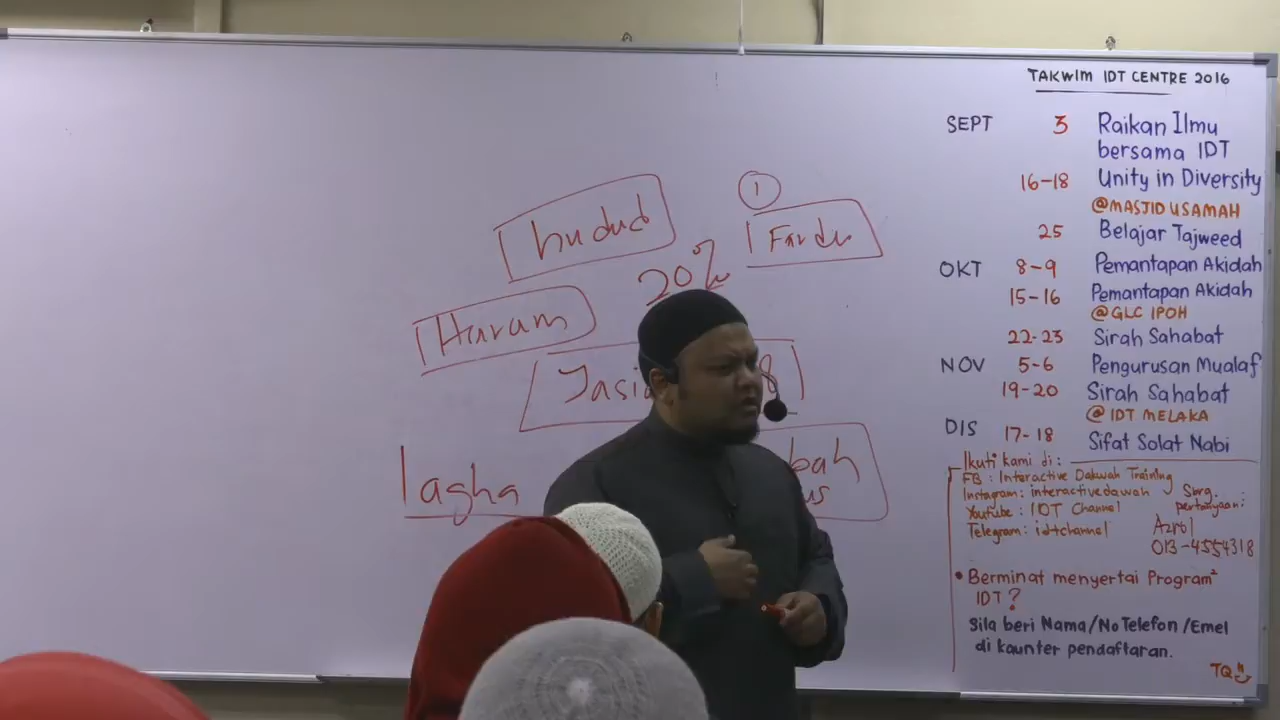 hudud
1
Fardu
20%
Haram
lagha
TAKWIM IDT CENTRE 2016
SEPT 3 Raikan Ilmu
bersama IDT
16-18 Unity in Diversity
@MASJID USAMAH
25 Belajar Tajweed
OKT 8-9 Pemantapan Akidah
15-16 Pemantapan Akidah
@GLC IPOH
22-23 Sirah Sahabat
NOV 5-6 Pengurusan Mualaf
19-20 Sirah Sahabat
@ IDT MELAKA
DIS 17-18 Sifat Solat Nabi
Ikuti kami di:
FB : Interactive Dakwah Training
Instagram: interactivedawah
Youtube : IDT Channel
Telegram: idtchannel
Sbrg.
pertanyaan:
Azrol
013-4554318
• Berminat menyertai Program²
IDT?
Sila beri Nama/No Telefon/Emel
di kaunter pendaftaran.
TQ